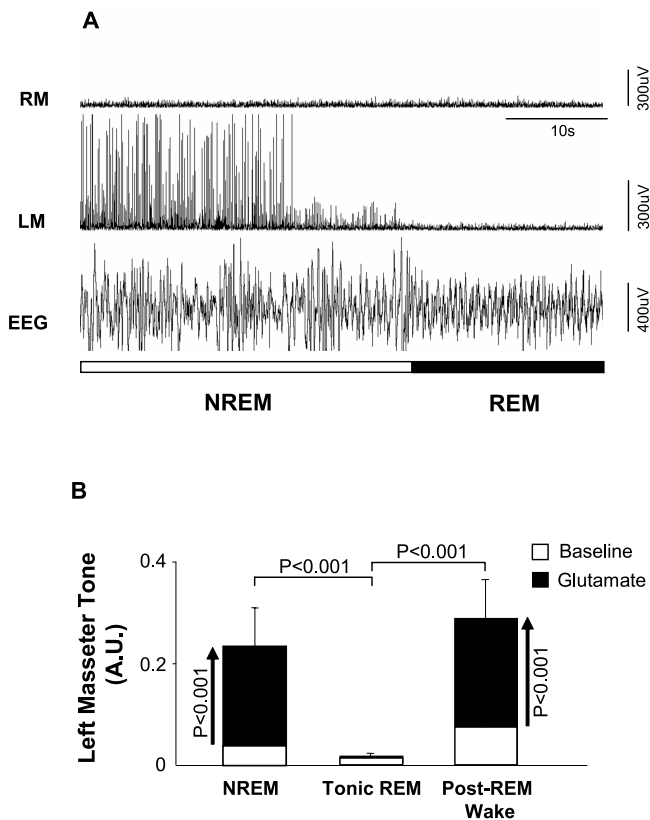 A
RM
300uV
10s
LM
300uV
EEG
400uV
NREM
REM
B
Left Masseter Tone
(A.U.)
0.4
0.2
0
P<0.001
P<0.001
P<0.001
P<0.001
Baseline
Glutamate
NREM
Tonic REM
Post-REM
Wake